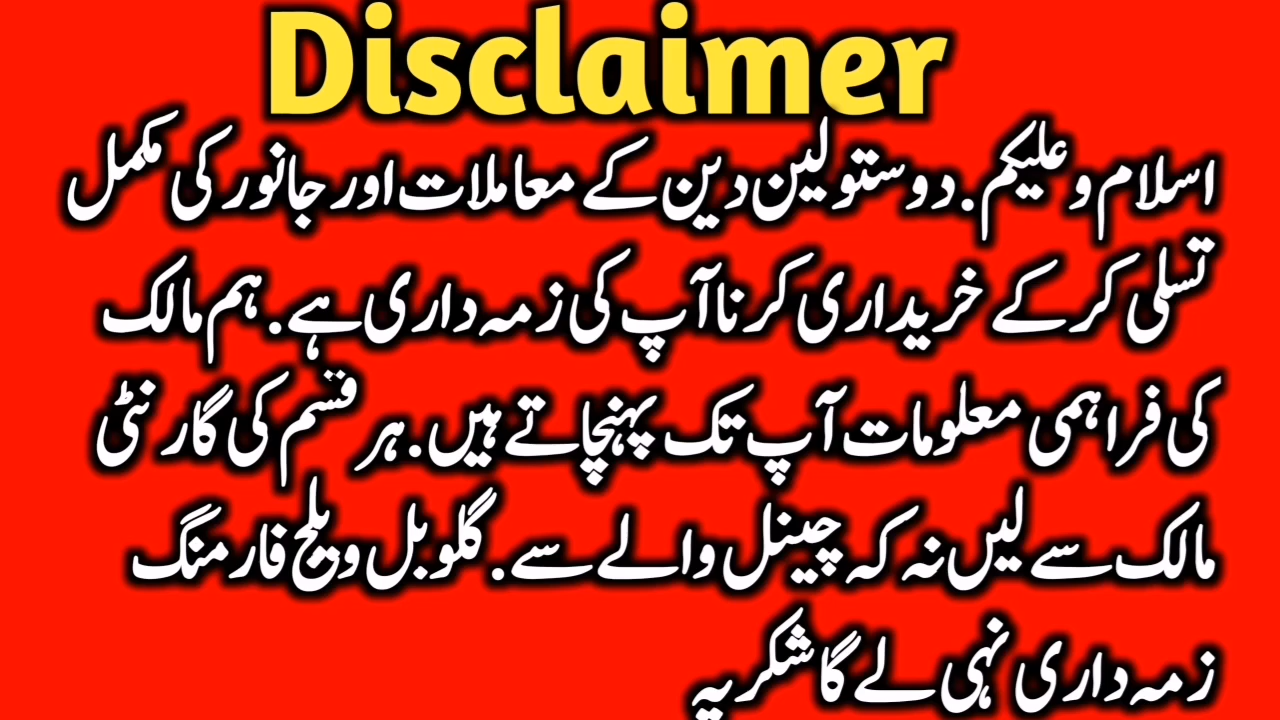 Disclaimer
اسلام وعلیکم. دوستو لین دین کے معاملات اور جانور کی مکمل
تسلی کر کے خریداری کرنا آپ کی زمہ داری ہے. ہم مالک
کی فراہمی معلومات آپ تک پہنچاتے ہیں. ہر قسم کی گارنٹی
مالک سے لیں نہ کہ چینل والے سے. گلوبل ویلج فارمنگ
زمہ داری نہی لے گا شکریہ